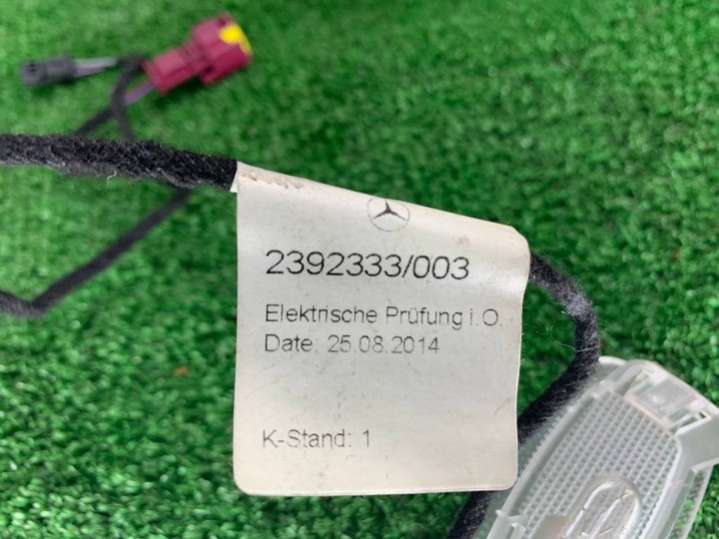 2392333/003
Elektrische Prüfung i.O.
Date: 25.08.2014
K-Stand: 1